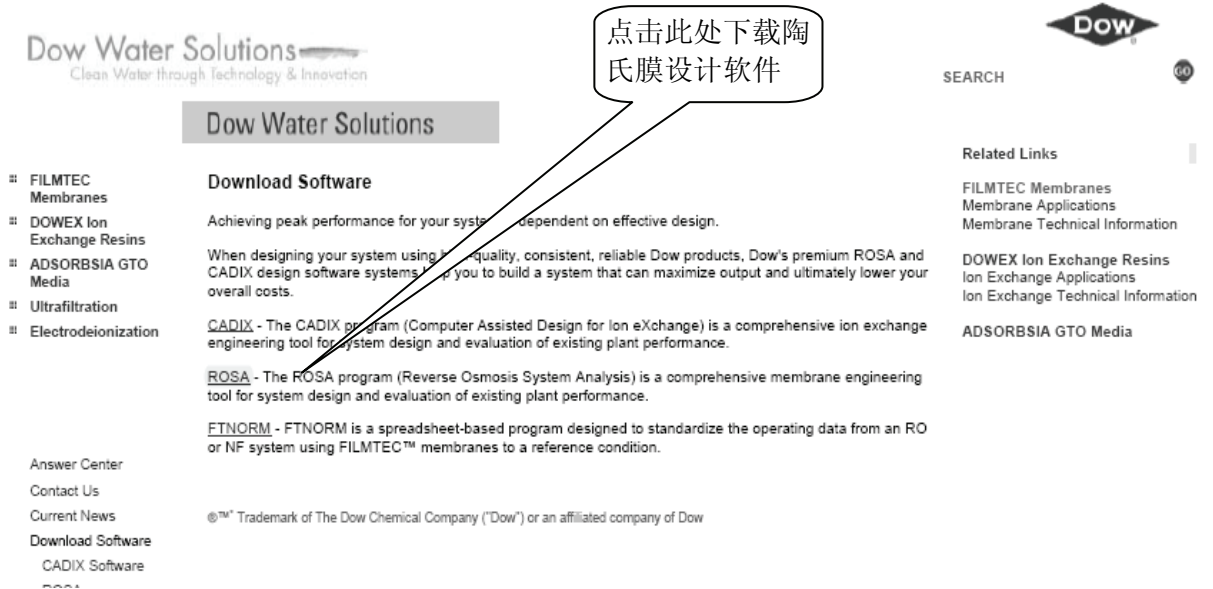 点击此处下载陶
氏膜设计软件
Dow
Dow Water Solutions
Clean Water through Technology & Innovation
SEARCH
GO
Dow Water Solutions
FILMTEC
Membranes
DOWEX Ion
Exchange Resins
ADSORBSIA GTO
Media
Ultrafiltration
Electrodeionization
Download Software
Achieving peak performance for your system dependent on effective design.
When designing your system using quality, consistent, reliable Dow products, Dow's premium ROSA and
CADIX design software systems you to build a system that can maximize output and ultimately lower your
overall costs.
CADIX - The CADIX program (Computer Assisted Design for Ion eXchange) is a comprehensive ion exchange
engineering tool for system design and evaluation of existing plant performance.
ROSA - The ROSA program (Reverse Osmosis System Analysis) is a comprehensive membrane engineering
tool for system design and evaluation of existing plant performance.
FTNORM - FTNORM is a spreadsheet-based program designed to standardize the operating data from an RO
or NF system using FILMTEC™ membranes to a reference condition.
®™* Trademark of The Dow Chemical Company ("Dow") or an affiliated company of Dow
Related Links
FILMTEC Membranes
Membrane Applications
Membrane Technical Information
DOWEX Ion Exchange Resins
Ion Exchange Applications
Ion Exchange Technical Information
ADSORBSIA GTO Media
Answer Center
Contact Us
Current News
Download Software
CADIX Software